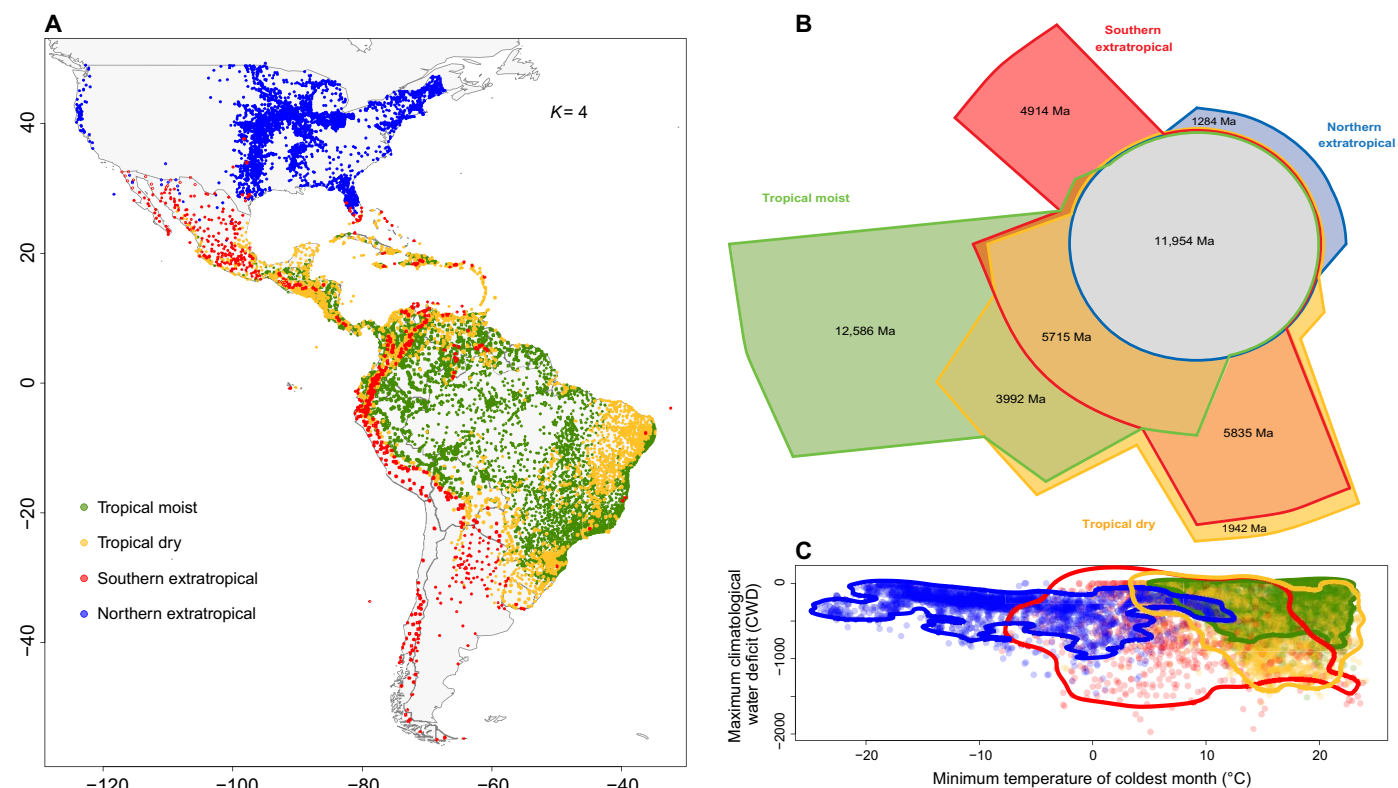 A
K= 4
40
20
0
−20
−40
Tropical moist
Tropical dry
Southern extratropical
Northern extratropical
−120
−100
−80
−60
−40
B
Southern
extratropical
4914 Ma
1284 Ma
Northern
extratropical
Tropical moist
11,954 Ma
12,586 Ma
5715 Ma
3992 Ma
5835 Ma
Tropical dry
1942 Ma
C
Maximum climatological
water deficit (CWD)
0
−1000
−2000
−20
−10
0
10
20
Minimum temperature of coldest month (°C)